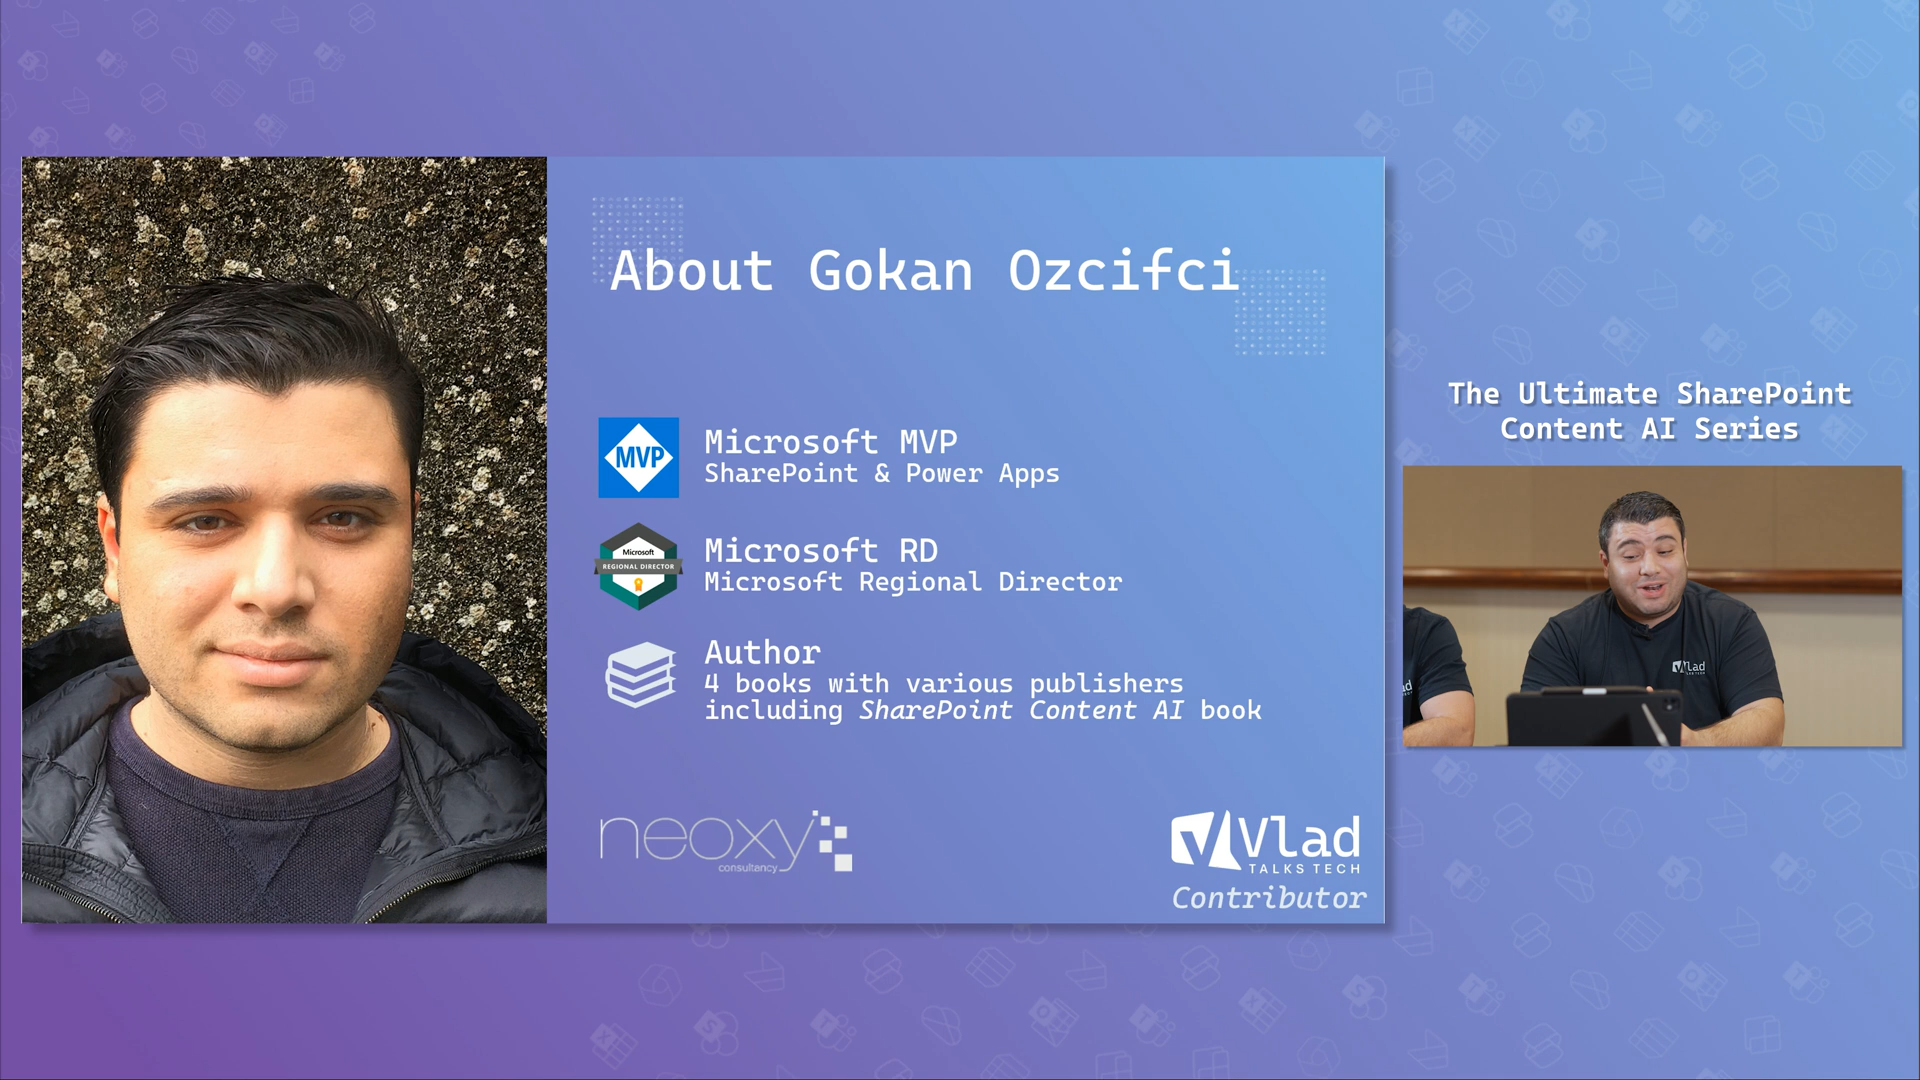 About Gokan Ozcifci
MVP
Microsoft MVP
SharePoint & Power Apps
Microsoft
REGIONAL DIRECTOR
Microsoft RD
Microsoft Regional Director
Author
4 books with various publishers
including SharePoint Content AI book
neoxy
consultancy
Vlad
TALKS TECH
Contributor
The Ultimate SharePoint
Content AI Series
Vlad